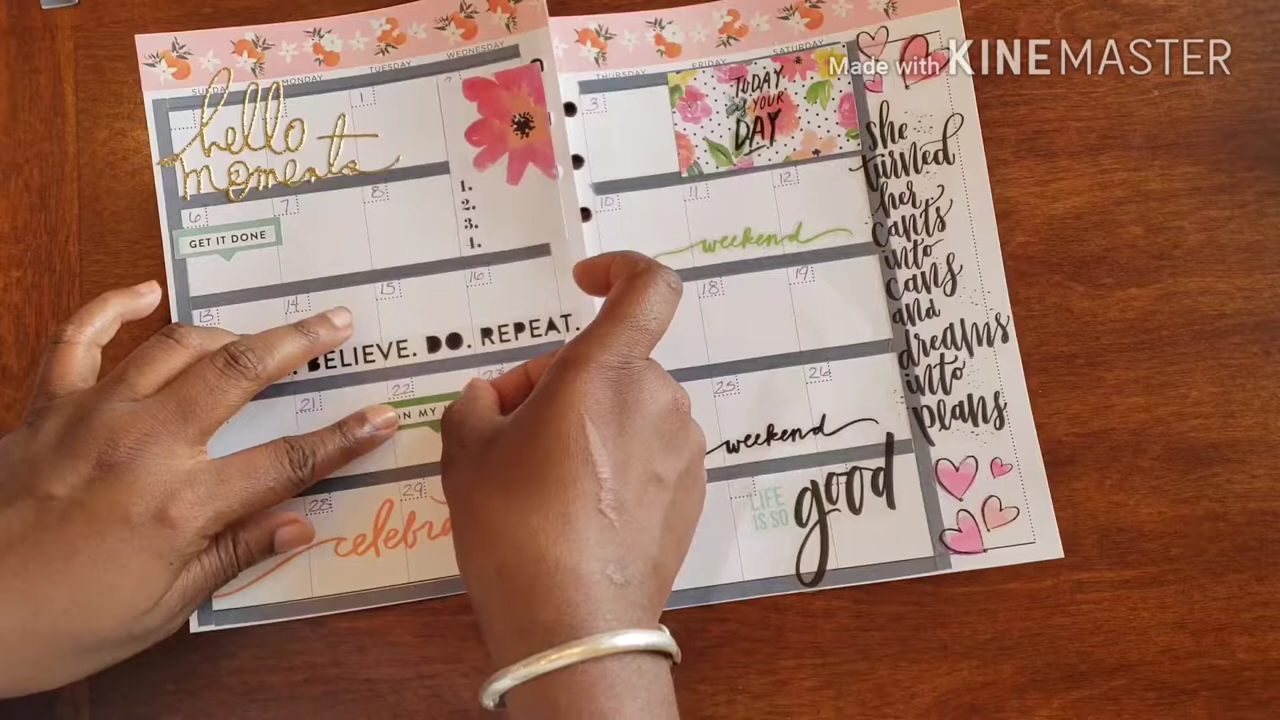 Made with KINEMASTER
SUNDAY MONDAY TUESDAY WEDNESDAY
THURSDAY FRIDAY SATURDAY
hello
moments
1
3
TODAY
YOUR
DAY
she
turned
her
cants
into
cans
and
dreams
into
plans
6 7 8
1.
2.
3.
4.
10 11 12
GET IT DONE
weekend
13 14 15 16
18 19
BELIEVE. DO. REPEAT.
21 22 23
25 26
ON MY
weekend
28 29
LIFE
IS SO
good